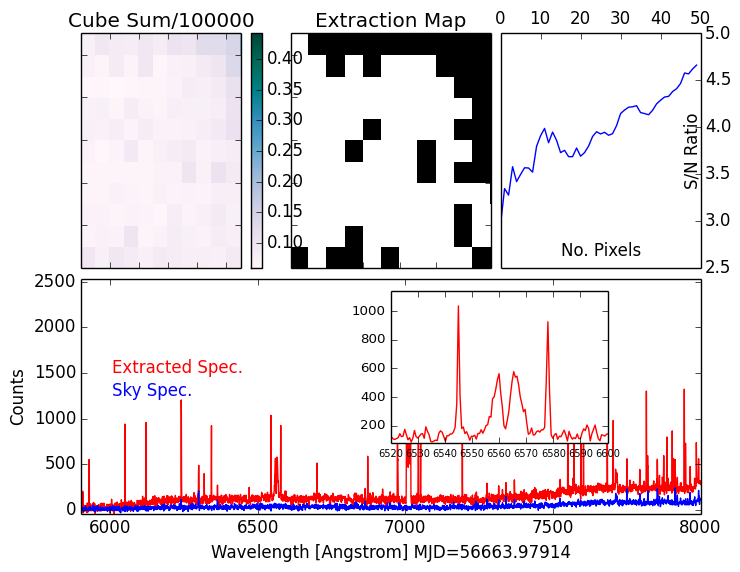 Cube Sum/100000
Extraction Map
0 10 20 30 40 50
0.40
0.35
0.30
0.25
0.20
0.15
0.10
5.0
4.5
4.0
3.5
3.0
2.5
S/N Ratio
No. Pixels
2500
2000
1500
1000
500
0
Counts
Extracted Spec.
Sky Spec.
1000
800
600
400
200
6520 6530 6540 6550 6560 6570 6580 6590 6600
6000 6500 7000 7500 8000
Wavelength [Angstrom] MJD=56663.97914